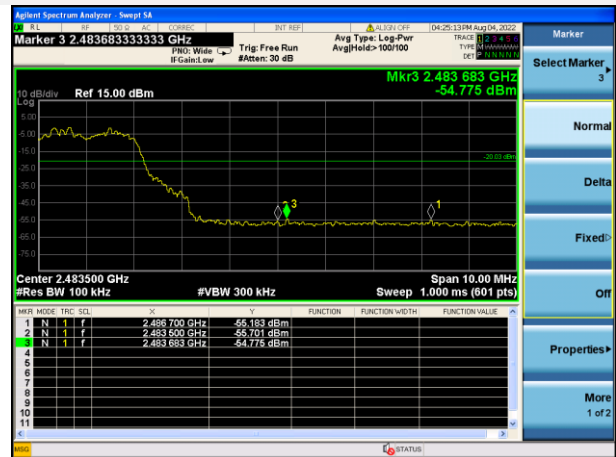 Agilent Spectrum Analyzer - Swept SA
RL RF 50 Ω AC CORREC INT REF ALIGN OFF 04:25:13 PM Aug 04, 2022
Marker 3 2.483683333333 GHz
PNO: Wide
IFGain:Low
Trig: Free Run
#Atten: 30 dB
Avg Type: Log-Pwr
Avg|Hold:> 100/100
TRACE 1 2 3 4 5 6
TYPE M
DET P N N N N N
Mkr3 2.483 683 GHz
-54.775 dBm
10 dB/div Ref 15.00 dBm
Log
5.00
-5.00
-15.0
-20.03 dBm
-25.0
-35.0
-45.0
-55.0
-65.0
-75.0
3
1
Center 2.483500 GHz Span 10.00 MHz
#Res BW 100 kHz #VBW 300 kHz Sweep 1.000 ms (601 pts)
MKR MODE TRC SCL X Y FUNCTION FUNCTION WIDTH FUNCTION VALUE
1 N 1 f 2.486 700 GHz -55.183 dBm
2 N 1 f 2.483 500 GHz -55.701 dBm
3 N 1 f 2.483 683 GHz -54.775 dBm
4
5
6
7
8
9
10
11
MSG STATUS
Marker
Select Marker
3
Normal
Delta
Fixed
Off
Properties
More
1 of 2